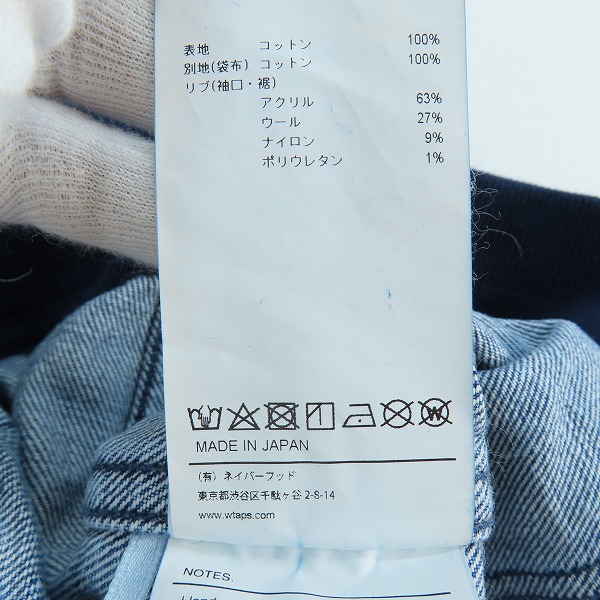 表地 コットン 100%
別地(袋布) コットン 100%
リブ(袖口・裾)
アクリル 63%
ウール 27%
ナイロン 9%
ポリウレタン 1%
MADE IN JAPAN
(有) ネイバーフッド
東京都渋谷区千駄ヶ谷 2-8-14
www.wtaps.com
NOTES.